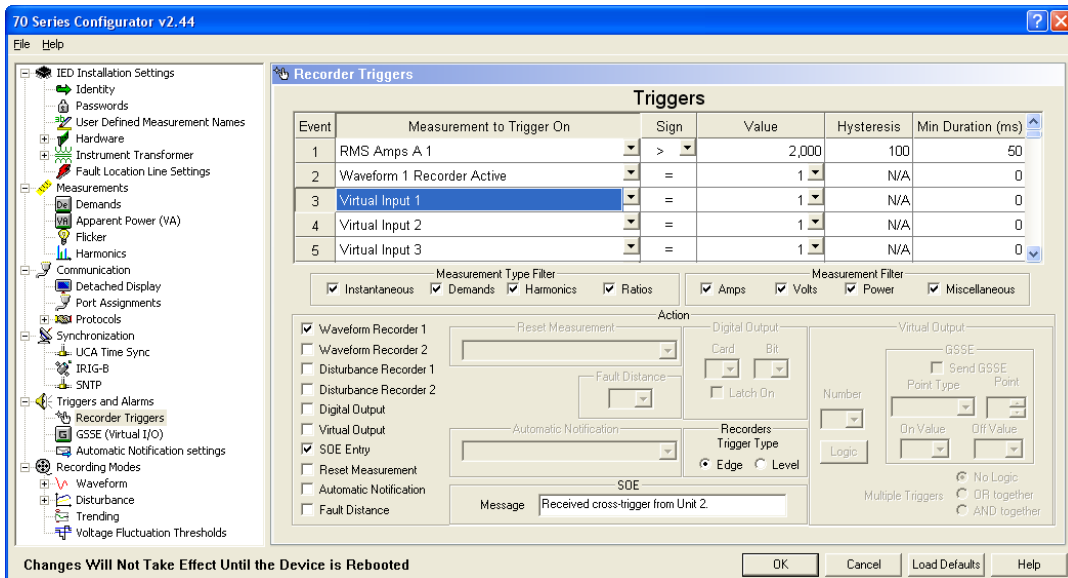 70 Series Configurator v2.44
File Help
IED Installation Settings
Identity
Passwords
User Defined Measurement Names
Hardware
Instrument Transformer
Fault Location Line Settings
Measurements
De Demands
VA Apparent Power (VA)
Flicker
Harmonics
Communication
Detached Display
Port Assignments
Protocols
Synchronization
UCA Time Sync
IRIG-B
SNTP
Triggers and Alarms
Recorder Triggers
G GSSE (Virtual I/O)
Automatic Notification settings
Recording Modes
Waveform
Disturbance
Trending
Voltage Fluctuation Thresholds
Recorder Triggers
Triggers
Event Measurement to Trigger On Sign Value Hysteresis Min Duration (ms)
1 RMS Amps A 1 > 2,000 100 50
2 Waveform 1 Recorder Active = 1 N/A 0
3 Virtual Input 1 = 1 N/A 0
4 Virtual Input 2 = 1 N/A 0
5 Virtual Input 3 = 1 N/A 0
Measurement Type Filter
Instantaneous Demands Harmonics Ratios
Measurement Filter
Amps Volts Power Miscellaneous
Action
Waveform Recorder 1
Waveform Recorder 2
Disturbance Recorder 1
Disturbance Recorder 2
Digital Output
Virtual Output
SOE Entry
Reset Measurement
Automatic Notification
Fault Distance
Reset Measurement
Fault Distance
Automatic Notification
Digital Output
Card Bit
Latch On
Recorders
Trigger Type
Edge Level
SOE
Message Received cross-trigger from Unit 2.
Virtual Output
Number
Logic
GSSE
Send GSSE
Point Type Point
On Value Off Value
Multiple Triggers
No Logic
OR together
AND together
Changes Will Not Take Effect Until the Device is Rebooted
OK Cancel Load Defaults Help